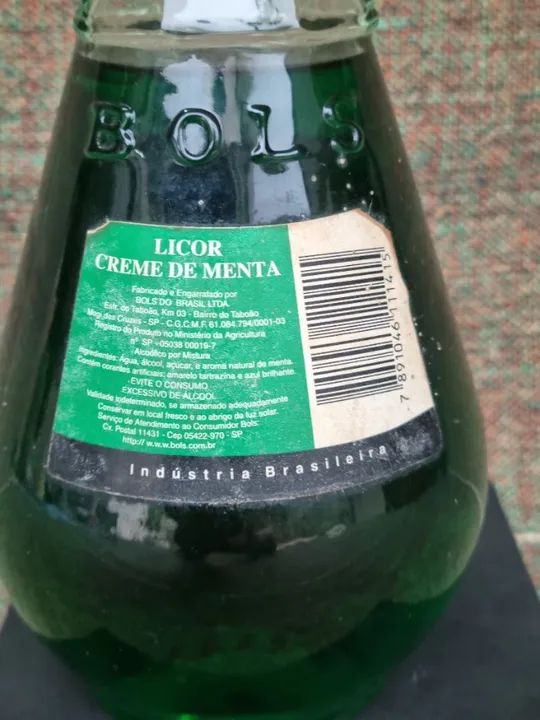 BOLS
LICOR
CREME DE MENTA
Fabricado e Engarrafado por
BOLS DO BRASIL LTDA.
Estr. do Taboão, Km 03 - Bairro do Taboão
Mogi das Cruzes - SP - C.G.C.M.F. 61.084.794/0001-03
Registro do Produto no Ministério da Agricultura
nº SP -05038 00019-7
Alcoólico por Mistura
Ingredientes: Água, álcool, açucar, e aroma natural de menta.
Contém corantes artificiais: amarelo tartrazina e azul brilhante.
EVITE O CONSUMO
EXCESSIVO DE ÁLCOOL
Validade indeterminado, se armazenado adequadamente
Conservar em local fresco e ao abrigo da luz solar.
Serviço de Atendimento ao Consumidor Bols:
Cx. Postal 11431 - Cep 05422-970 - SP
http:// www.bols.com.br
7 891046 111415
Indústria Brasileira